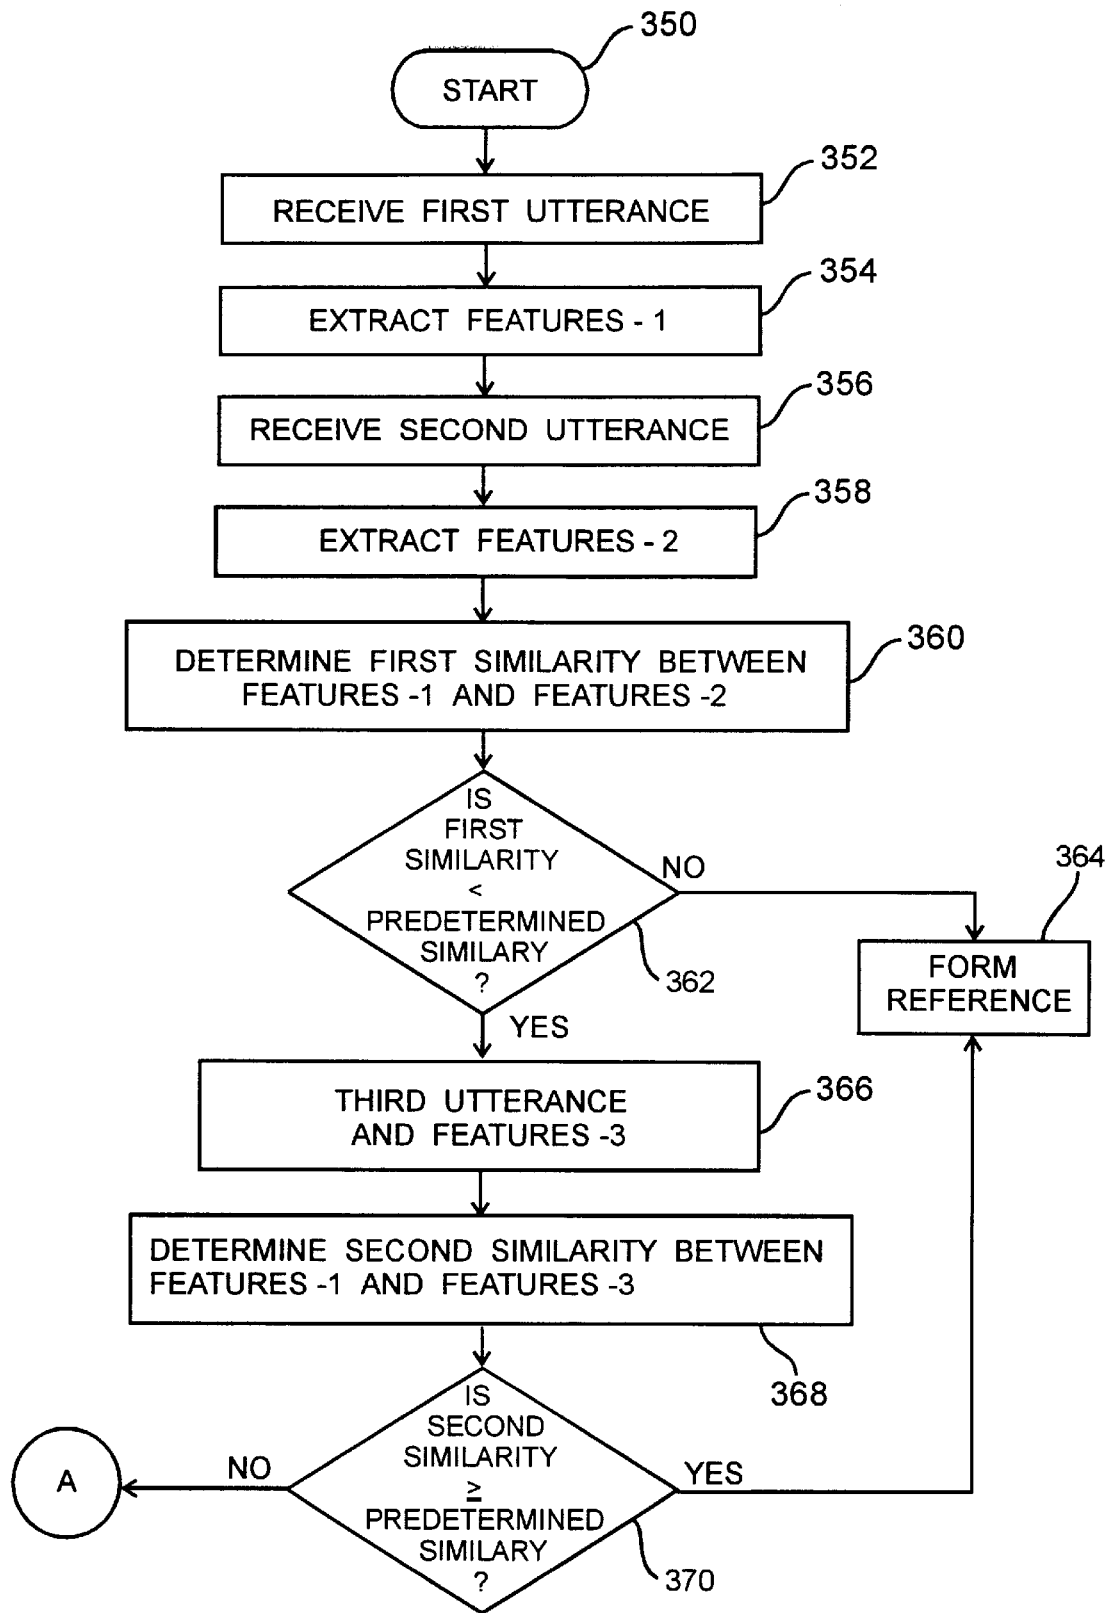 350
START
352
RECEIVE FIRST UTTERANCE
354
EXTRACT FEATURES - 1
356
RECEIVE SECOND UTTERANCE
358
EXTRACT FEATURES - 2
360
DETERMINE FIRST SIMILARITY BETWEEN
FEATURES -1 AND FEATURES -2
IS
FIRST
SIMILARITY
<
PREDETERMINED
SIMILARY
?
NO
362
364
FORM
REFERENCE
YES
366
THIRD UTTERANCE
AND FEATURES -3
DETERMINE SECOND SIMILARITY BETWEEN
FEATURES -1 AND FEATURES -3
368
IS
SECOND
SIMILARITY
≥
PREDETERMINED
SIMILARY
?
NO
A
YES
370